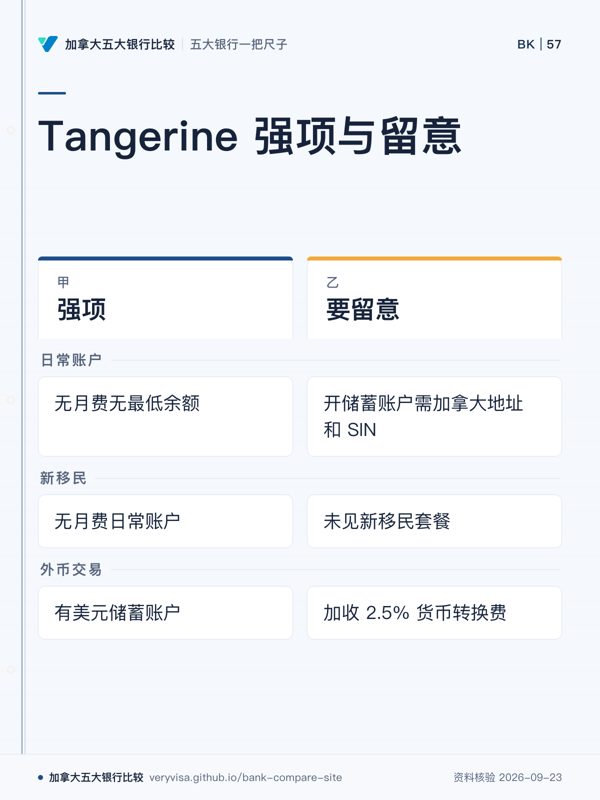 加拿大五大银行比较 五大银行一把尺子 BK | 57
Tangerine 强项与留意
甲
强项
乙
要留意
日常账户
无月费无最低余额
开储蓄账户需加拿大地址
和 SIN
新移民
无月费日常账户
未见新移民套餐
外币交易
有美元储蓄账户
加收 2.5% 货币转换费
加拿大五大银行比较 veryvisa.github.io/bank-compare-site 资料核验 2026-09-23